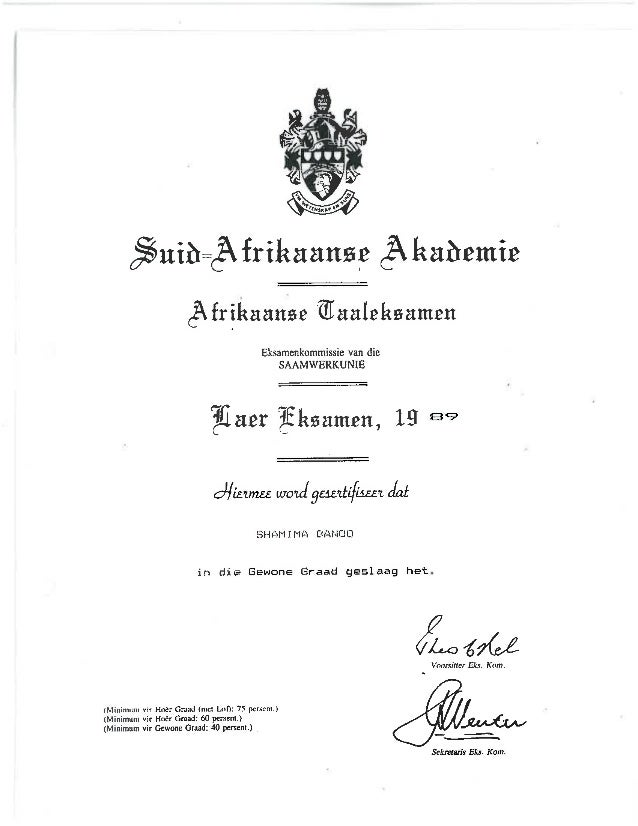 Suid-Afrikaanse Akademie
Afrikaanse Taaleksamen
Eksamenkommissie van die
SAAMWERKUNIE
Laer Eksamen, 19 89
Hiermee word gesertifiseer dat
SHAMIMA
in die Gewone Graad geslaag het.
Voorsitter Eks. Kom.
(Minimum vir Hoër Graad (met Lof): 75 persent.)
(Minimum vir Hoër Graad: 60 persent.)
(Minimum vir Gewone Graad: 40 persent.)
Sekretaris Eks. Kom.